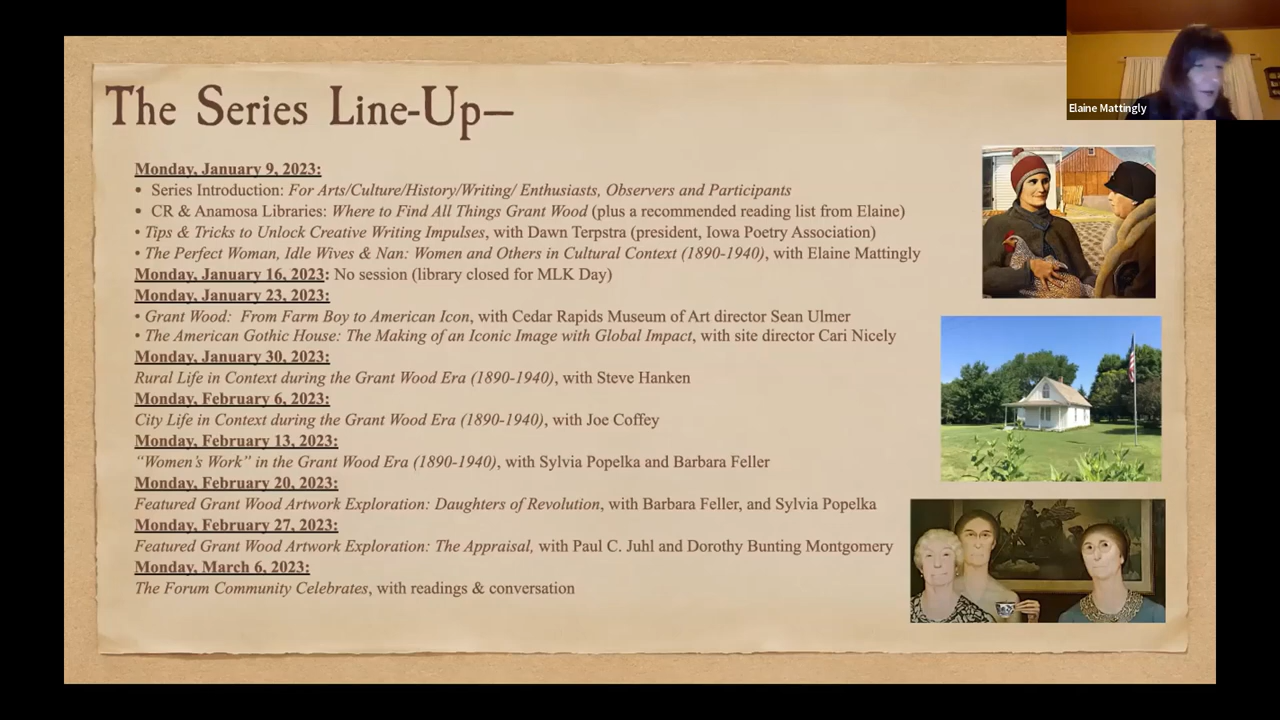 The Series Line-Up—
Elaine Mattingly
Monday, January 9, 2023:
• Series Introduction: For Arts/Culture/History/Writing/ Enthusiasts, Observers and Participants
• CR & Anamosa Libraries: Where to Find All Things Grant Wood (plus a recommended reading list from Elaine)
• Tips & Tricks to Unlock Creative Writing Impulses, with Dawn Terpstra (president, Iowa Poetry Association)
• The Perfect Woman, Idle Wives & Nan: Women and Others in Cultural Context (1890-1940), with Elaine Mattingly
Monday, January 16, 2023: No session (library closed for MLK Day)
Monday, January 23, 2023:
• Grant Wood: From Farm Boy to American Icon, with Cedar Rapids Museum of Art director Sean Ulmer
• The American Gothic House: The Making of an Iconic Image with Global Impact, with site director Cari Nicely
Monday, January 30, 2023:
Rural Life in Context during the Grant Wood Era (1890-1940), with Steve Hanken
Monday, February 6, 2023:
City Life in Context during the Grant Wood Era (1890-1940), with Joe Coffey
Monday, February 13, 2023:
“Women’s Work” in the Grant Wood Era (1890-1940), with Sylvia Popelka and Barbara Feller
Monday, February 20, 2023:
Featured Grant Wood Artwork Exploration: Daughters of Revolution, with Barbara Feller, and Sylvia Popelka
Monday, February 27, 2023:
Featured Grant Wood Artwork Exploration: The Appraisal, with Paul C. Juhl and Dorothy Bunting Montgomery
Monday, March 6, 2023:
The Forum Community Celebrates, with readings & conversation